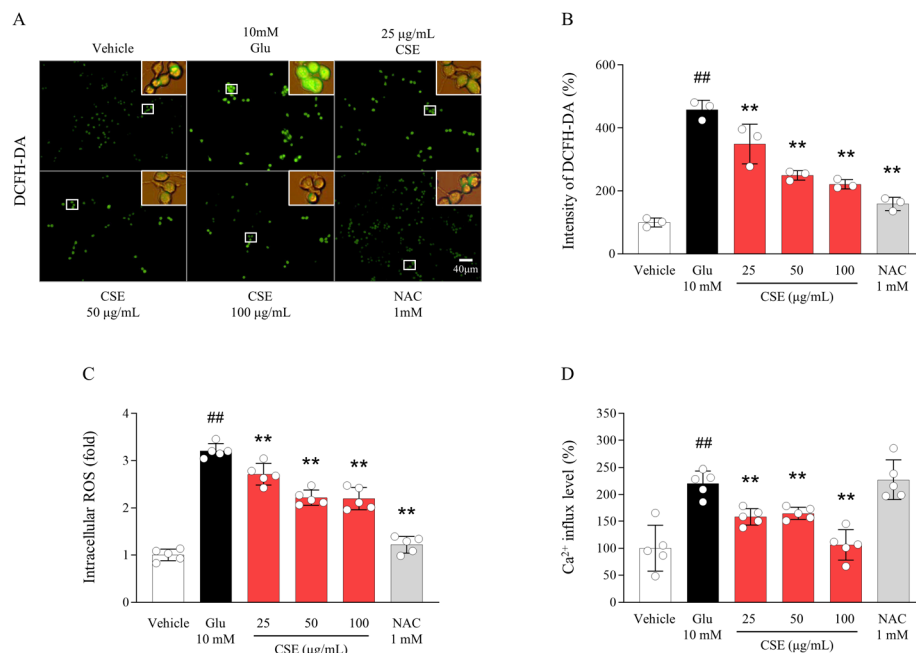 A
Vehicle
10mM
Glu
25 µg/mL
CSE
DCFH-DA
40µm
CSE
50 µg/mL
CSE
100 µg/mL
NAC
1mM
B
Intensity of DCFH-DA (%)
600
400
200
0
##
**
**
**
**
Vehicle
Glu
10 mM
25
50
100
NAC
1 mM
CSE (µg/mL)
C
Intracellular ROS (fold)
4
3
2
1
0
##
**
**
**
**
Vehicle
Glu
10 mM
25
50
100
NAC
1 mM
CSE (µg/mL)
D
Ca²⁺ influx level (%)
350
300
250
200
150
100
50
0
##
**
**
**
Vehicle
Glu
10 mM
25
50
100
NAC
1 mM
CSE (µg/mL)